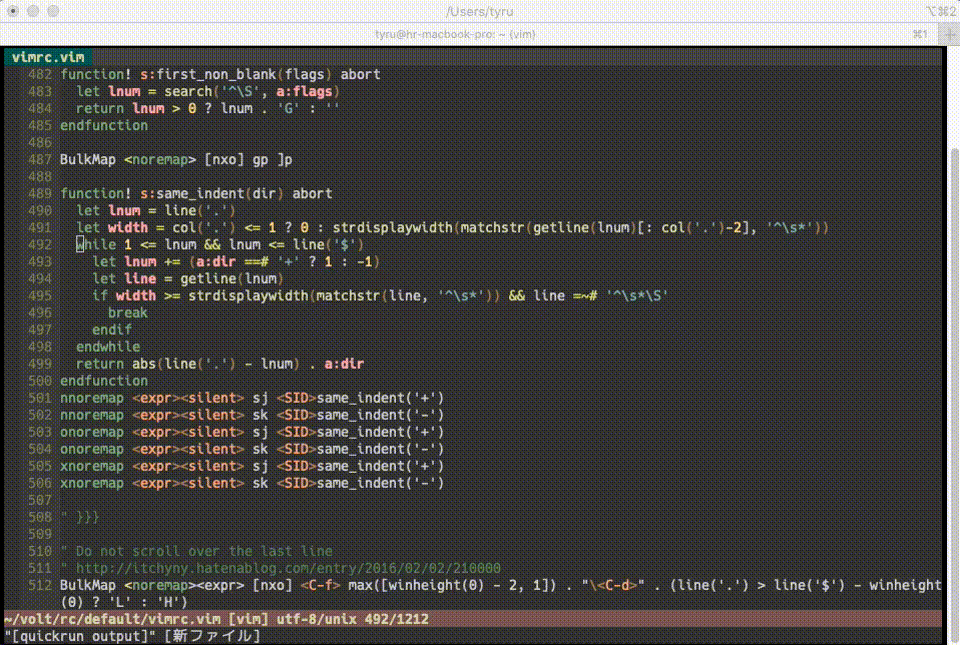 /Users/tyru
⌥⌘2
tyru@hr-macbook-pro: ~ (vim)
⌘1
+
vimrc.vim
482 function! s:first_non_blank(flags) abort
483   let lnum = search('^\S', a:flags)
484   return lnum > 0 ? lnum . 'G' : ''
485 endfunction
486
487 BulkMap <noremap> [nxo] gp ]p
488
489 function! s:same_indent(dir) abort
490   let lnum = line('.')
491   let width = col('.') <= 1 ? 0 : strdisplaywidth(matchstr(getline(lnum)[: col('.')-2], '^\s*'))
492   while 1 <= lnum && lnum <= line('$')
493     let lnum += (a:dir ==# '+' ? 1 : -1)
494     let line = getline(lnum)
495     if width >= strdisplaywidth(matchstr(line, '^\s*')) && line =~# '^\s*\S'
496       break
497     endif
498   endwhile
499   return abs(line('.') - lnum) . a:dir
500 endfunction
501 nnoremap <expr><silent> sj <SID>same_indent('+')
502 nnoremap <expr><silent> sk <SID>same_indent('-')
503 onoremap <expr><silent> sj <SID>same_indent('+')
504 onoremap <expr><silent> sk <SID>same_indent('-')
505 xnoremap <expr><silent> sj <SID>same_indent('+')
506 xnoremap <expr><silent> sk <SID>same_indent('-')
507
508 " }}}
509
510 " Do not scroll over the last line
511 " http://itchyny.hatenablog.com/entry/2016/02/02/210000
512 BulkMap <noremap><expr> [nxo] <C-f> max([winheight(0) - 2, 1]) . "\<C-d>" . (line('.') > line('$') - winheight
(0) ? 'L' : 'H')
~/volt/rc/default/vimrc.vim [vim] utf-8/unix 492/1212
"[quickrun output]" [新ファイル]